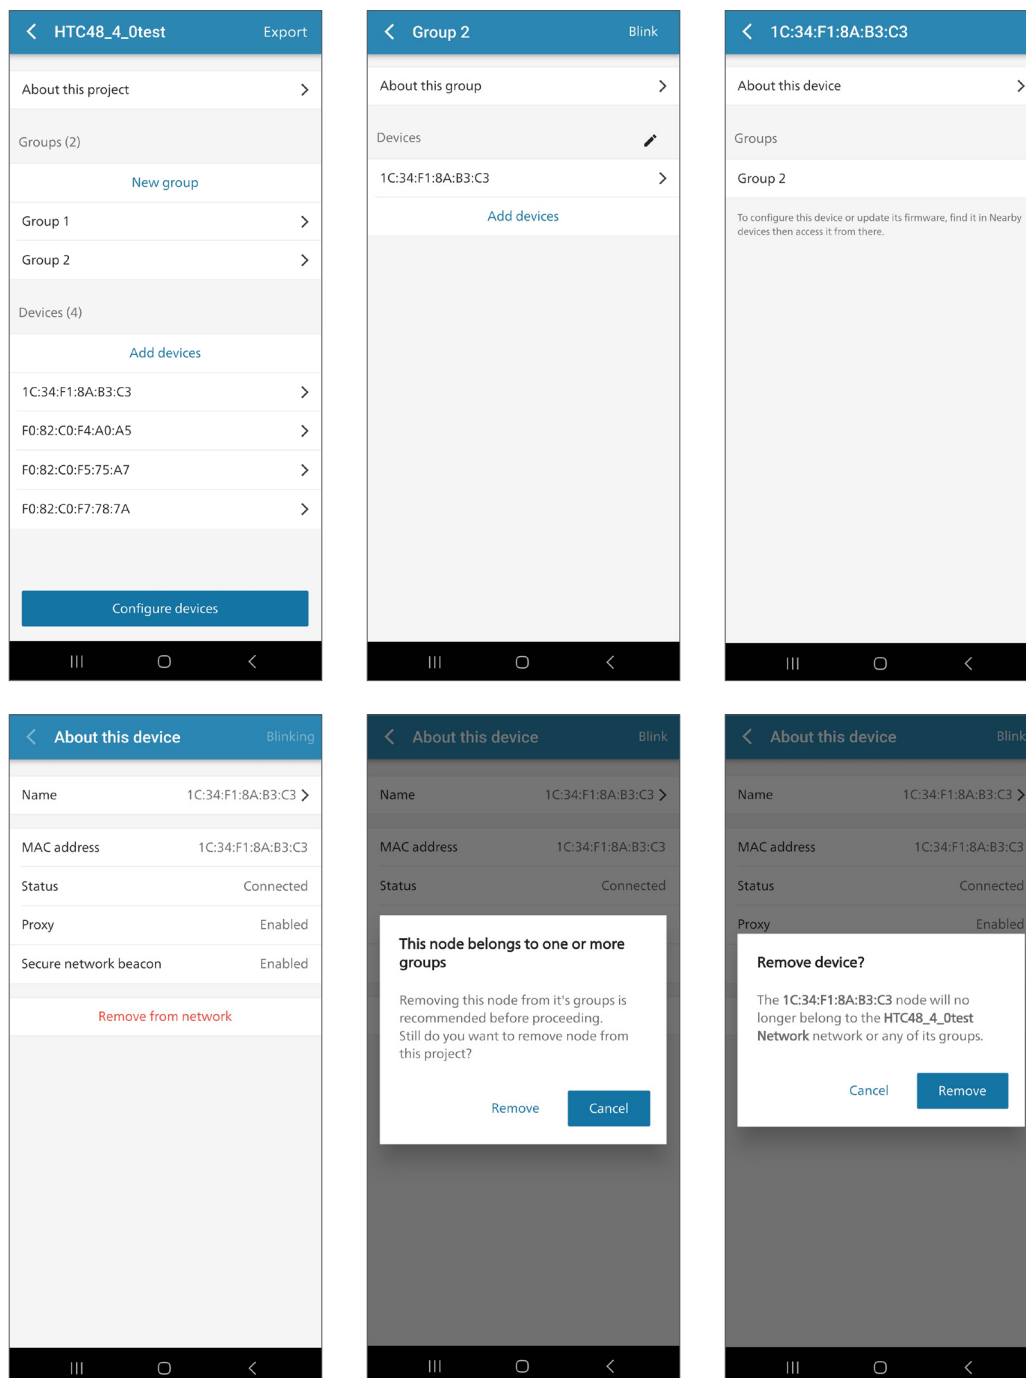 HTC48_4_0test
Export
About this project
Groups (2)
New group
Group 1
Group 2
Devices (4)
Add devices
1C:34:F1:8A:B3:C3
F0:82:C0:F4:A0:A5
F0:82:C0:F5:75:A7
F0:82:C0:F7:78:7A
Configure devices
Group 2
Blink
About this group
Devices
1C:34:F1:8A:B3:C3
Add devices
1C:34:F1:8A:B3:C3
About this device
Groups
Group 2
To configure this device or update its firmware, find it in Nearby
devices then access it from there.
About this device
Blinking
Name 1C:34:F1:8A:B3:C3
MAC address 1C:34:F1:8A:B3:C3
Status Connected
Proxy Enabled
Secure network beacon Enabled
Remove from network
About this device
Blink
Name 1C:34:F1:8A:B3:C3
MAC address 1C:34:F1:8A:B3:C3
Status Connected
This node belongs to one or more
groups
Removing this node from it's groups is
recommended before proceeding.
Still do you want to remove node from
this project?
Remove Cancel
About this device
Blink
Name 1C:34:F1:8A:B3:C3
MAC address 1C:34:F1:8A:B3:C3
Status Connected
Proxy Enabled
Remove device?
The 1C:34:F1:8A:B3:C3 node will no
longer belong to the HTC48_4_0test
Network network or any of its groups.
Cancel Remove